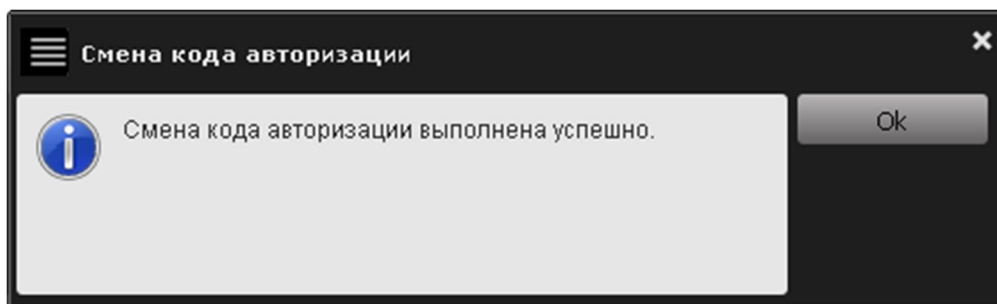 Смена кода авторизации
Смена кода авторизации выполнена успешно.
Ok